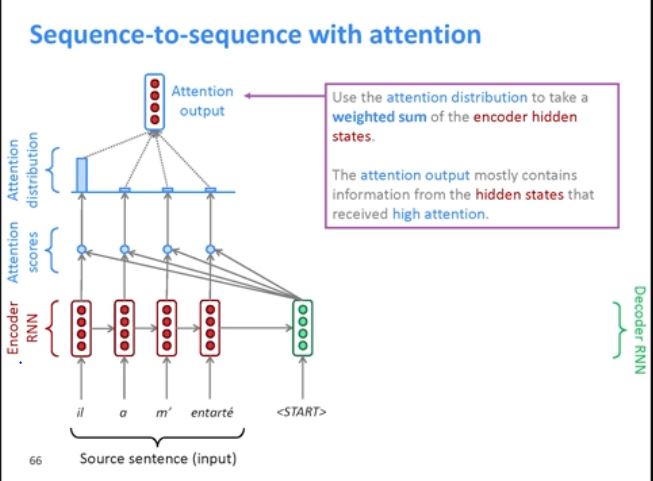 Sequence-to-sequence with attention
Attention
output
Use the attention distribution to take a
weighted sum of the encoder hidden
states.
The attention output mostly contains
information from the hidden states that
received high attention.
Attention
distribution
Attention
scores
Encoder
RNN
Decoder RNN
il
a
m'
entarté
<START>
Source sentence (input)
66